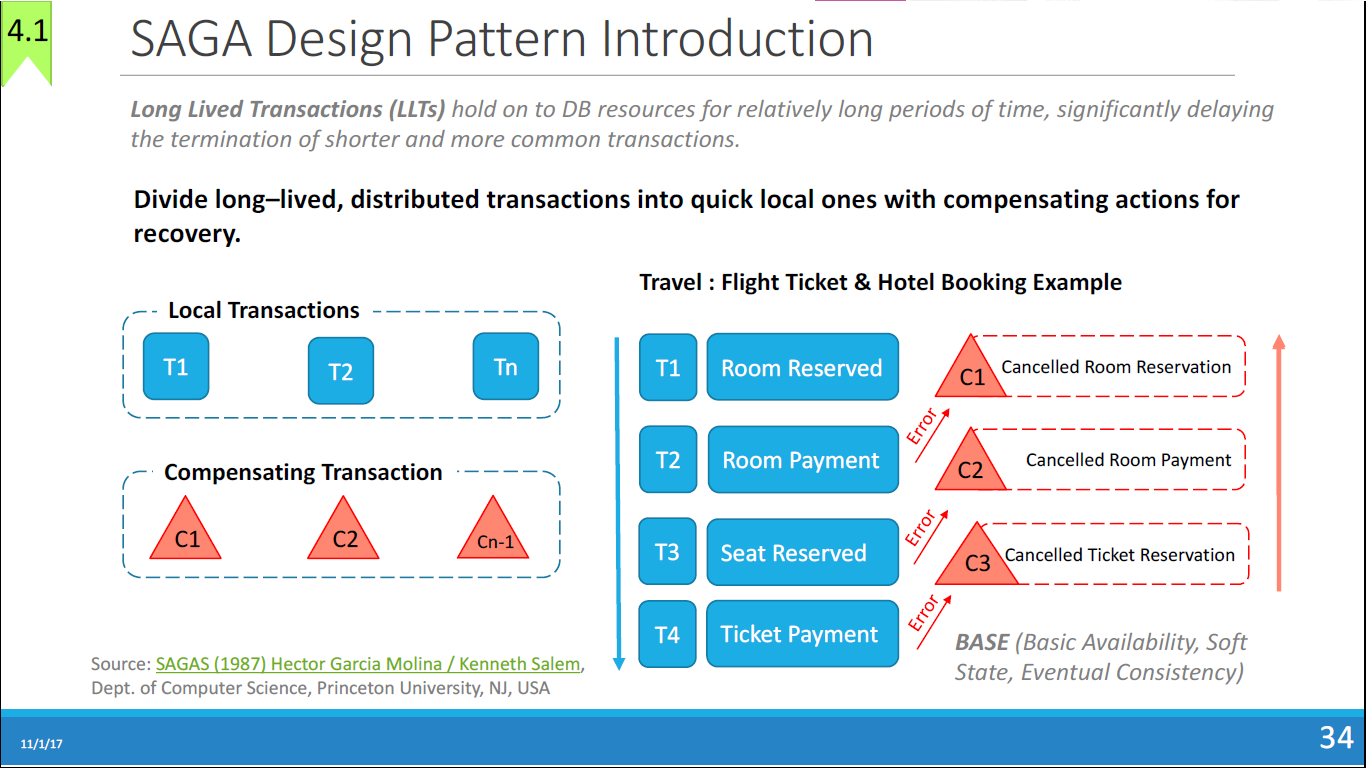 4.1
SAGA Design Pattern Introduction
Long Lived Transactions (LLTs) hold on to DB resources for relatively long periods of time, significantly delaying
the termination of shorter and more common transactions.
Divide long–lived, distributed transactions into quick local ones with compensating actions for
recovery.
Local Transactions
T1
T2
Tn
Compensating Transaction
C1
C2
Cn-1
Travel : Flight Ticket & Hotel Booking Example
T1
Room Reserved
C1
Cancelled Room Reservation
Error
T2
Room Payment
C2
Cancelled Room Payment
Error
T3
Seat Reserved
C3
Cancelled Ticket Reservation
Error
T4
Ticket Payment
BASE (Basic Availability, Soft
State, Eventual Consistency)
Source: SAGAS (1987) Hector Garcia Molina / Kenneth Salem,
Dept. of Computer Science, Princeton University, NJ, USA
11/1/17
34